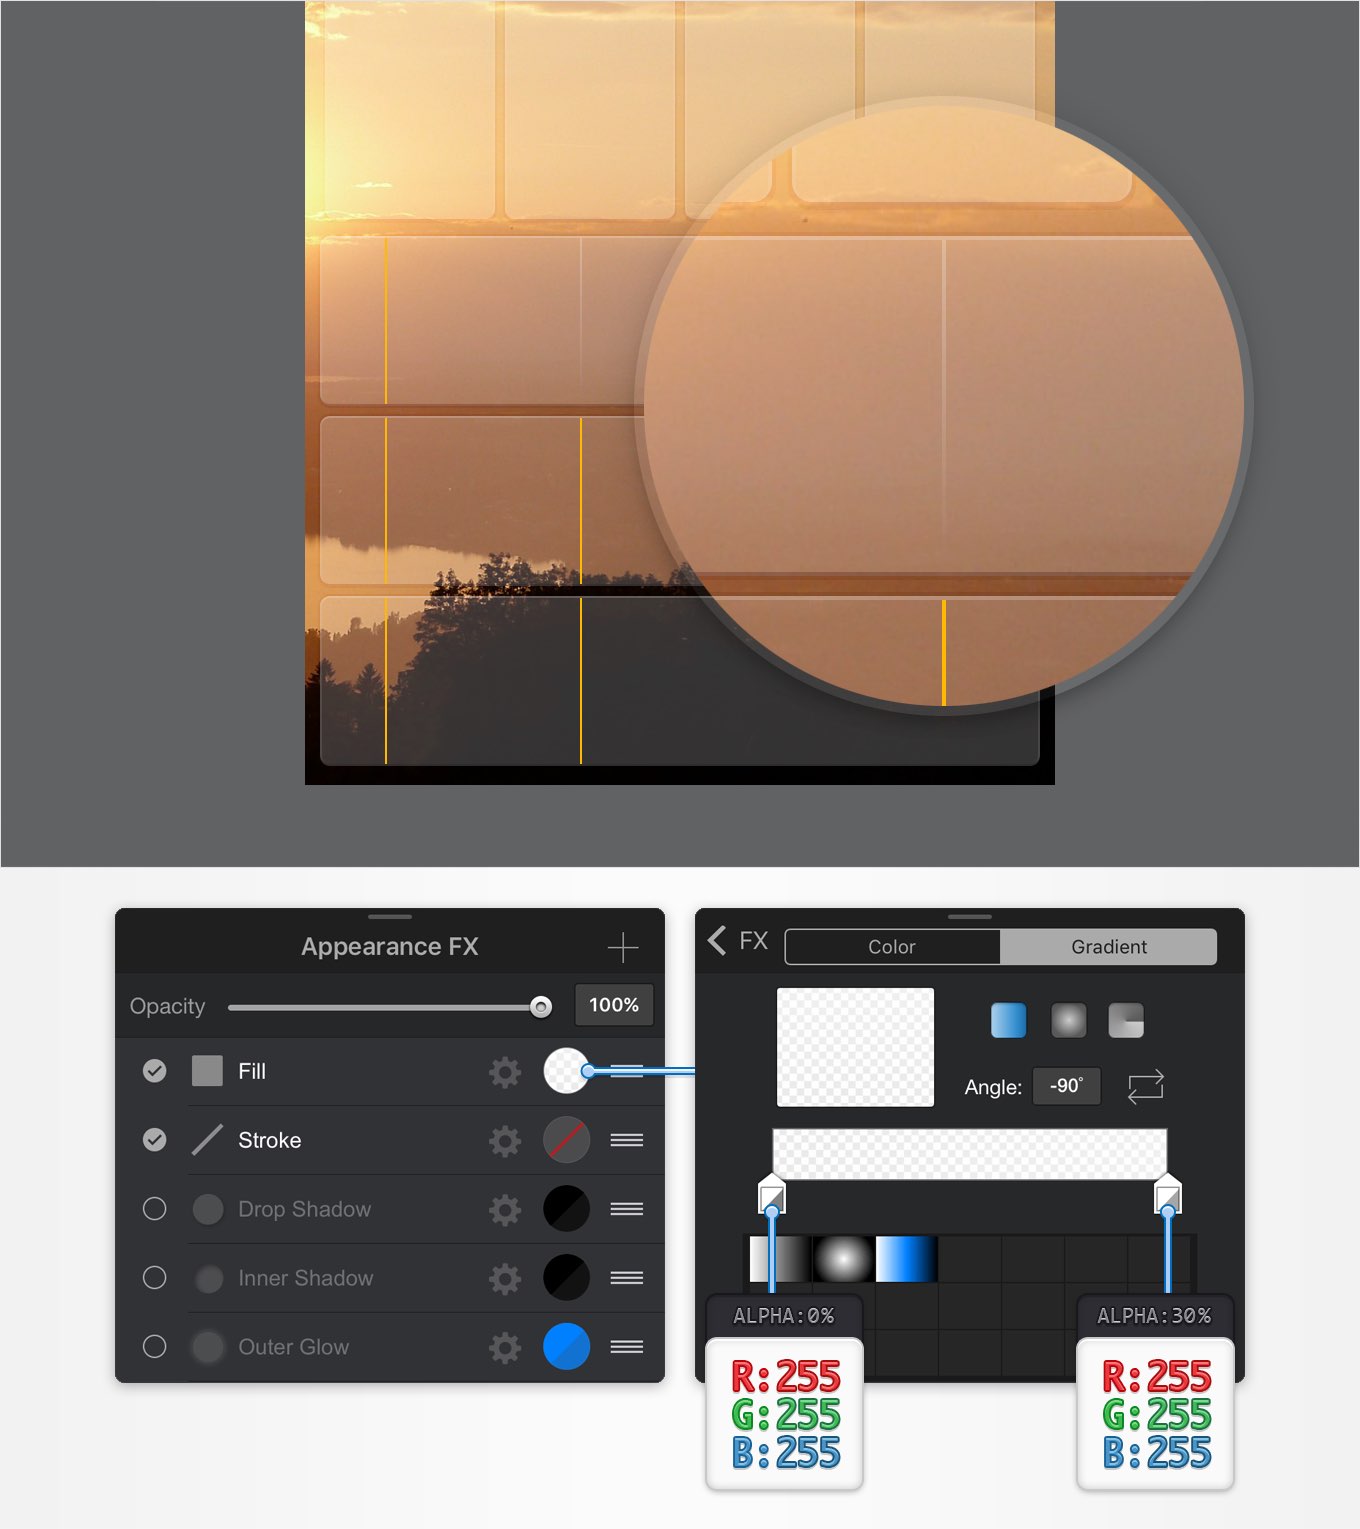 Appearance FX
Opacity
100%
Fill
Stroke
Drop Shadow
Inner Shadow
Outer Glow
FX
Color
Gradient
Angle:
-90°
ALPHA:0%
R:255
G:255
B:255
ALPHA:30%
R:255
G:255
B:255